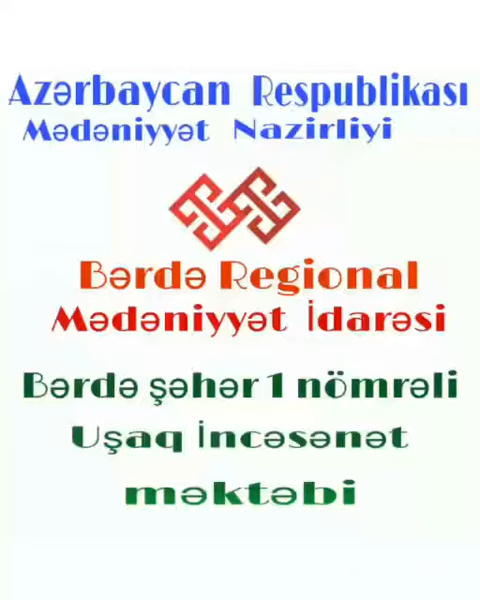 Azərbaycan Respublikası
Mədəniyyət Nazirliyi
Bərdə Regional
Mədəniyyət İdarəsi
Bərdə şəhər 1 nömrəli
Uşaq İncəsənət
məktəbi